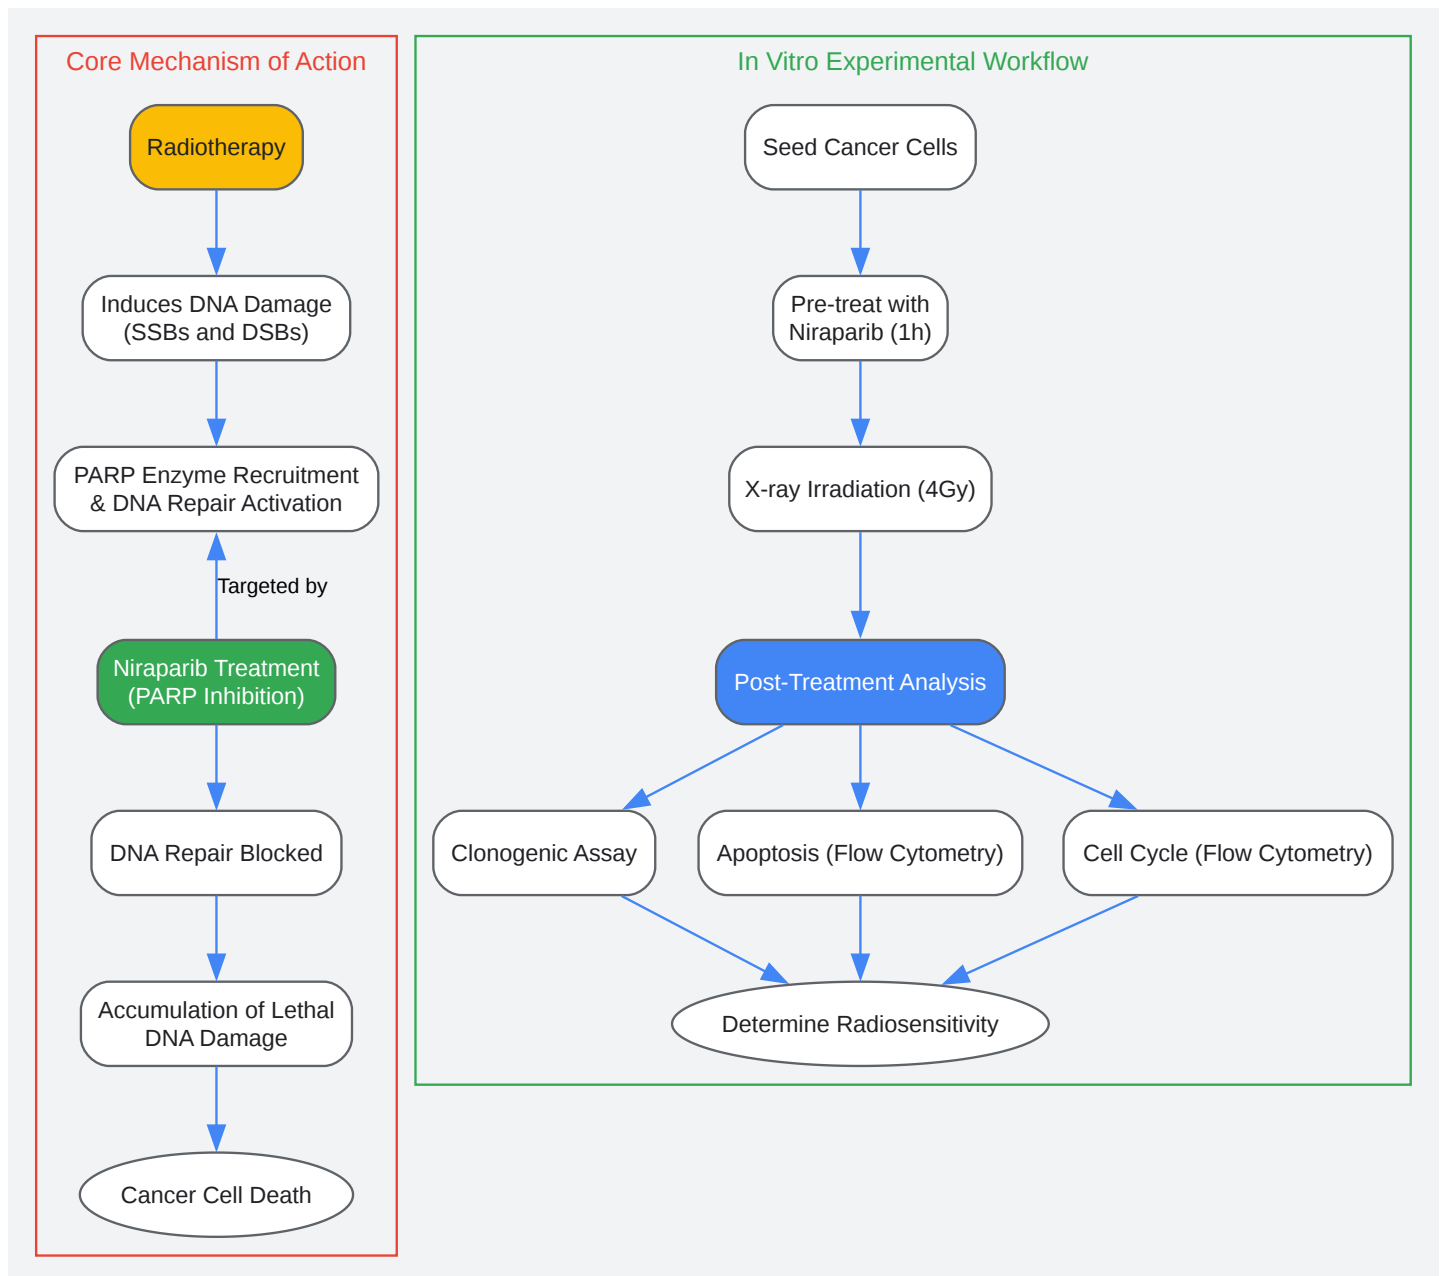 Core Mechanism of Action
Radiotherapy
Induces DNA Damage
(SSBs and DSBs)
PARP Enzyme Recruitment
& DNA Repair Activation
Targeted by
Niraparib Treatment
(PARP Inhibition)
DNA Repair Blocked
Accumulation of Lethal
DNA Damage
Cancer Cell Death
In Vitro Experimental Workflow
Seed Cancer Cells
Pre-treat with
Niraparib (1h)
X-ray Irradiation (4Gy)
Post-Treatment Analysis
Clonogenic Assay
Apoptosis (Flow Cytometry)
Cell Cycle (Flow Cytometry)
Determine Radiosensitivity